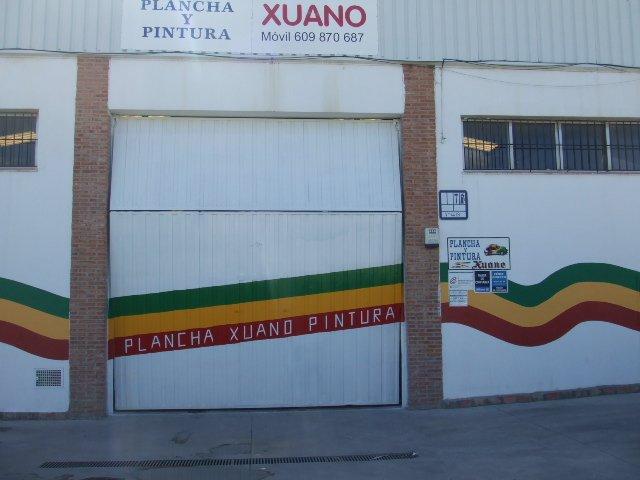 PLANCHA
Y
PINTURA
XUANO
Móvil 609 870 687
PLANCHA
Y
PINTURA
Xuano
PLANCHA XUANO PINTURA